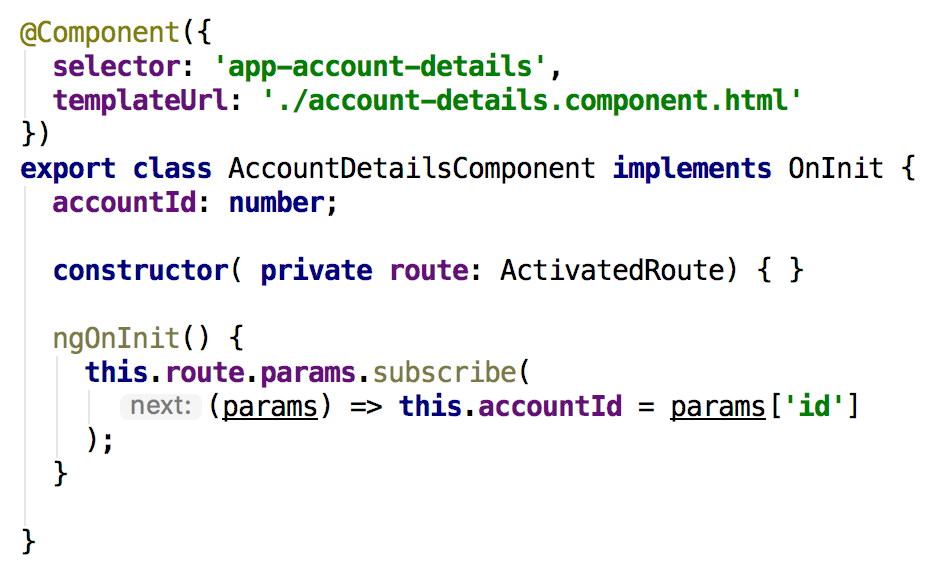 @Component({
  selector: 'app-account-details',
  templateUrl: './account-details.component.html'
})
export class AccountDetailsComponent implements OnInit {
  accountId: number;

  constructor( private route: ActivatedRoute) { }

  ngOnInit() {
    this.route.params.subscribe(
      next: (params) => this.accountId = params['id']
    );
  }

}